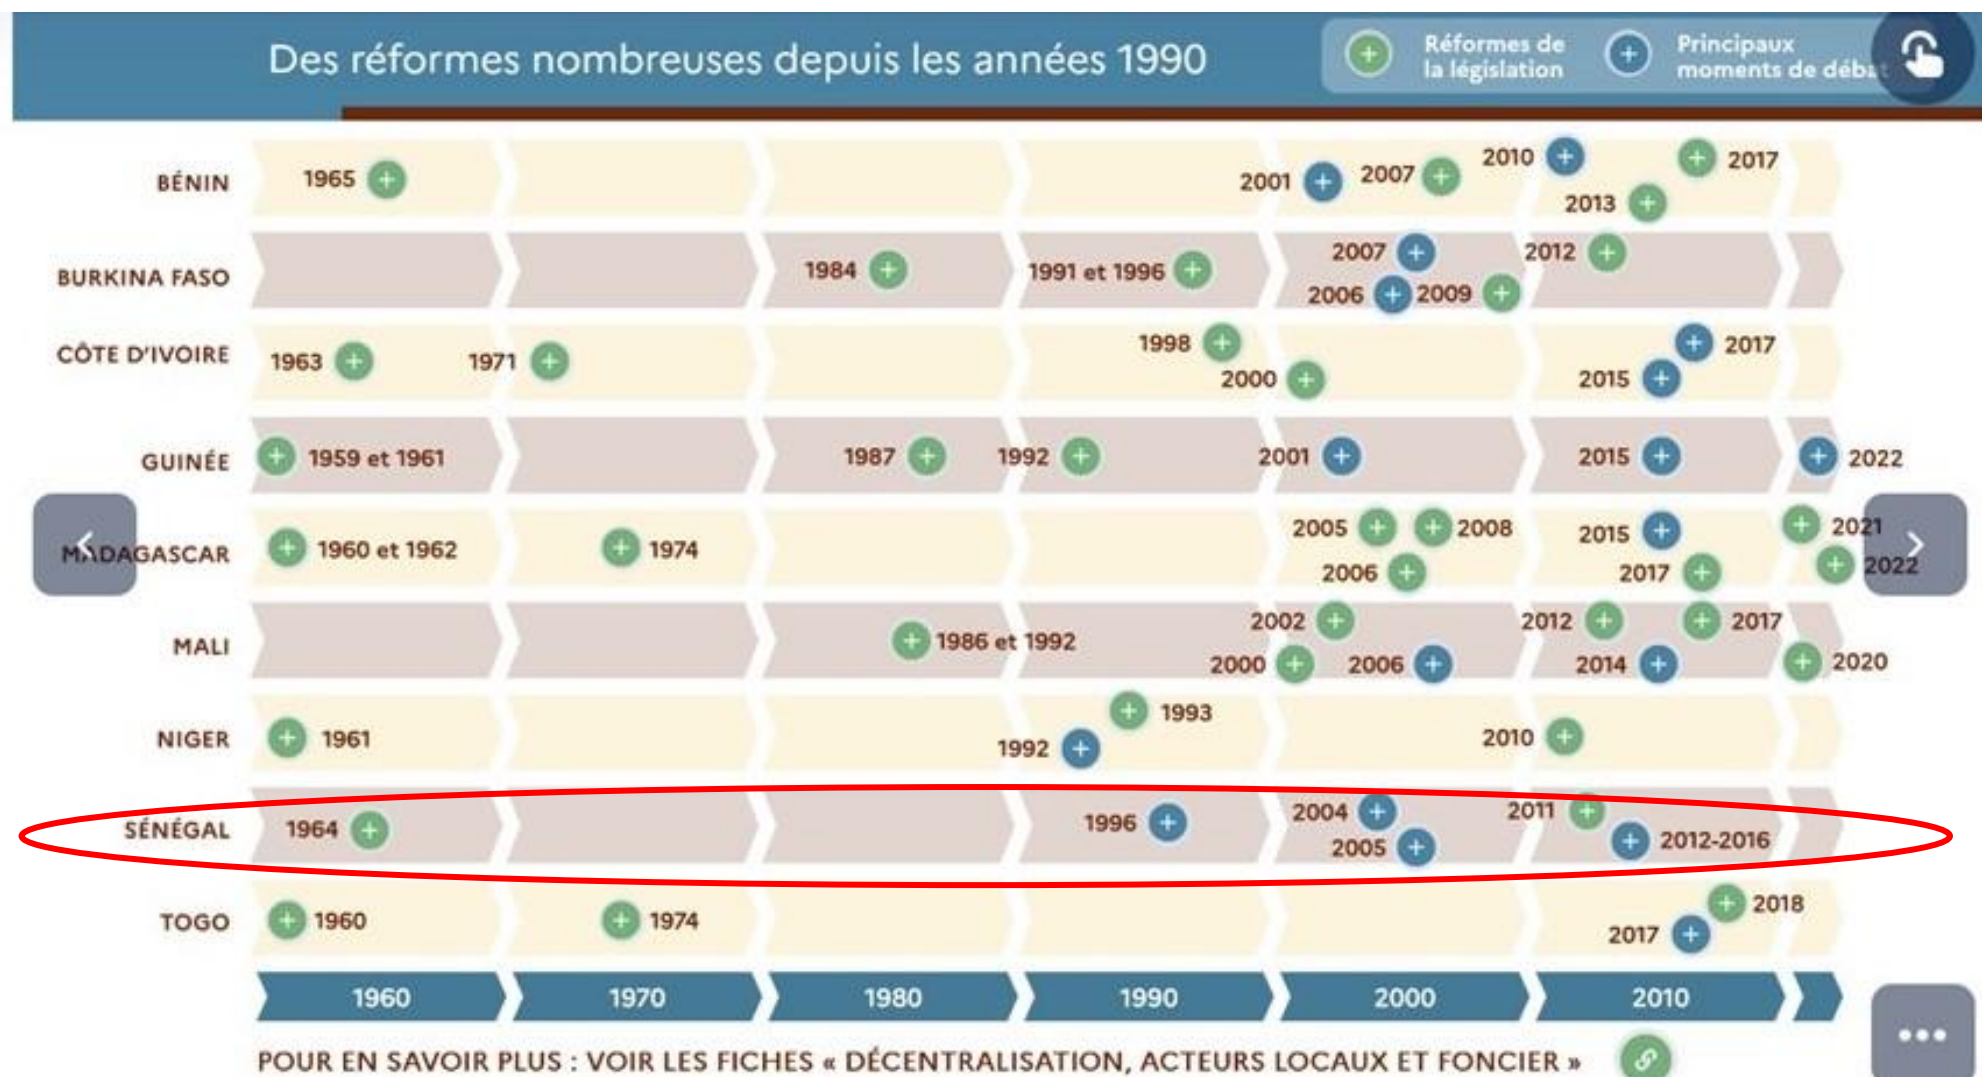 Des réformes nombreuses depuis les années 1990
Réformes de
la législation
Principaux
moments de débat
BÉNIN 1965 2001 2007 2010 2013 2017
BURKINA FASO 1984 1991 et 1996 2007 2006 2009 2012
CÔTE D'IVOIRE 1963 1971 1998 2000 2015 2017
GUINÉE 1959 et 1961 1987 1992 2001 2015 2022
MADAGASCAR 1960 et 1962 1974 2005 2008 2006 2015 2017 2021 2022
MALI 1986 et 1992 2002 2000 2006 2012 2017 2014 2020
NIGER 1961 1993 1992 2010
SÉNÉGAL 1964 1996 2004 2005 2011 2012-2016
TOGO 1960 1974 2018 2017
1960 1970 1980 1990 2000 2010
POUR EN SAVOIR PLUS : VOIR LES FICHES « DÉCENTRALISATION, ACTEURS LOCAUX ET FONCIER »